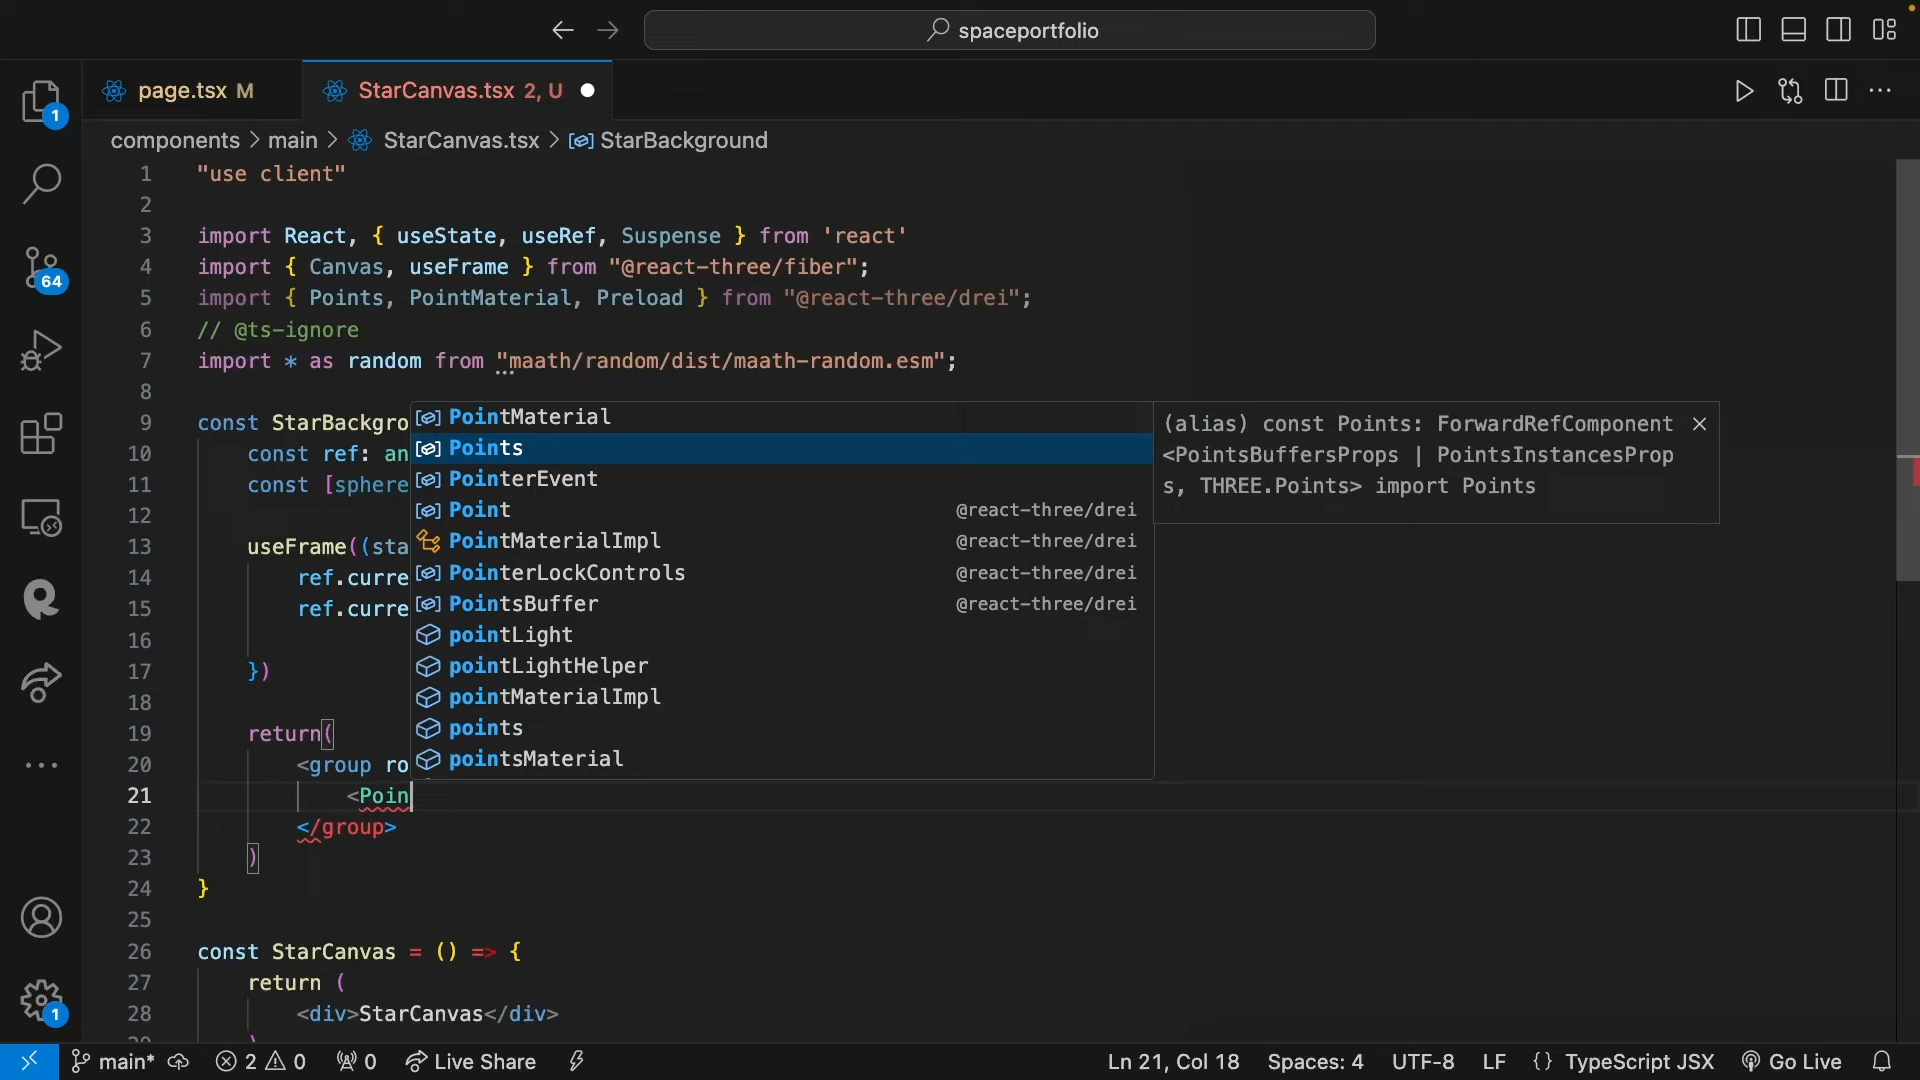 spaceportfolio
page.tsx M
StarCanvas.tsx 2, U
components > main > StarCanvas.tsx > StarBackground
1 "use client"
2
3 import React, { useState, useRef, Suspense } from 'react'
4 import { Canvas, useFrame } from "@react-three/fiber";
5 import { Points, PointMaterial, Preload } from "@react-three/drei";
6 // @ts-ignore
7 import * as random from "maath/random/dist/maath-random.esm";
8
9 const StarBackgro
10 const ref: an
11 const [sphere
12
13 useFrame((sta
14 ref.curre
15 ref.curre
16
17 })
18
19 return(
20 <group ro
21 <Poin
22 </group>
23 )
24 }
25
26 const StarCanvas = () => {
27 return (
28 <div>StarCanvas</div>
PointMaterial
Points
PointerEvent
Point @react-three/drei
PointMaterialImpl @react-three/drei
PointerLockControls @react-three/drei
PointsBuffer @react-three/drei
pointLight
pointLightHelper
pointMaterialImpl
points
pointsMaterial
(alias) const Points: ForwardRefComponent
<PointsBuffersProps | PointsInstancesProp
s, THREE.Points> import Points
1
64
1
main* 2 0 0 Live Share Ln 21, Col 18 Spaces: 4 UTF-8 LF {} TypeScript JSX Go Live